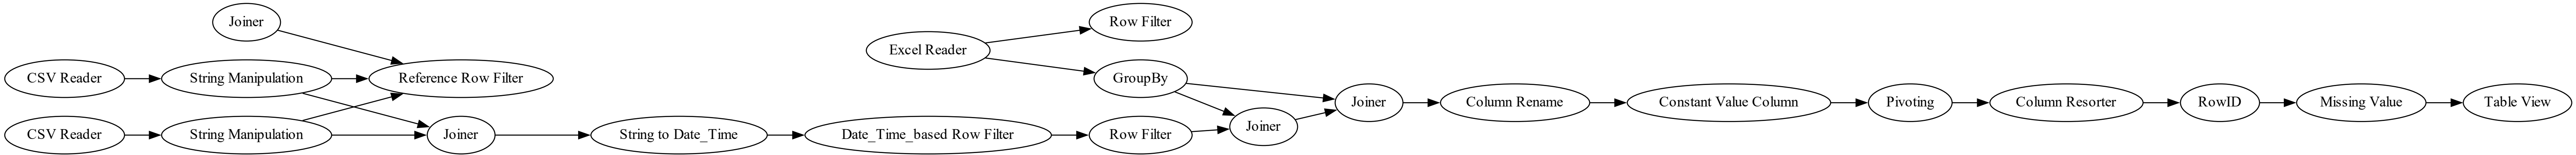 Joiner
CSV Reader
String Manipulation
Reference Row Filter
CSV Reader
String Manipulation
Joiner
String to Date_Time
Date_Time_based Row Filter
Excel Reader
Row Filter
GroupBy
Row Filter
Joiner
Joiner
Column Rename
Constant Value Column
Pivoting
Column Resorter
RowID
Missing Value
Table View